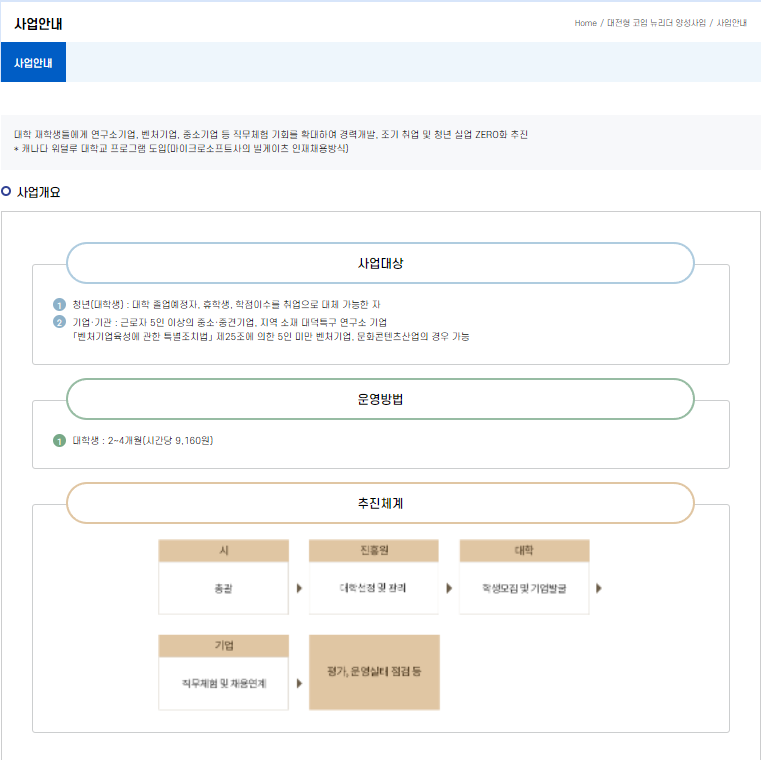 사업안내
Home / 대전형 코업 뉴리더 양성사업 / 사업안내
사업안내
대학 재학생들에게 연구소기업, 벤처기업, 중소기업 등 직무체험 기회를 확대하여 경력개발, 조기 취업 및 청년 실업 ZERO화 추진
* 캐나다 워털루 대학교 프로그램 도입(마이크로소프트사의 빌게이츠 인재채용방식)
사업개요
사업대상
1 청년(대학생) : 대학 졸업예정자, 휴학생, 학점이수를 취업으로 대체 가능한 자
2 기업·기관 : 근로자 5인 이상의 중소·중견기업, 지역 소재 대덕특구 연구소 기업
「벤처기업육성에 관한 특별조치법」 제25조에 의한 5인 미만 벤처기업, 문화콘텐츠산업의 경우 가능
운영방법
1 대학생 : 2~4개월(시간당 9,160원)
추진체계
시
총괄
진흥원
대학선정 및 관리
대학
학생모집 및 기업발굴
기업
직무체험 및 채용연계
평가, 운영실태 점검 등